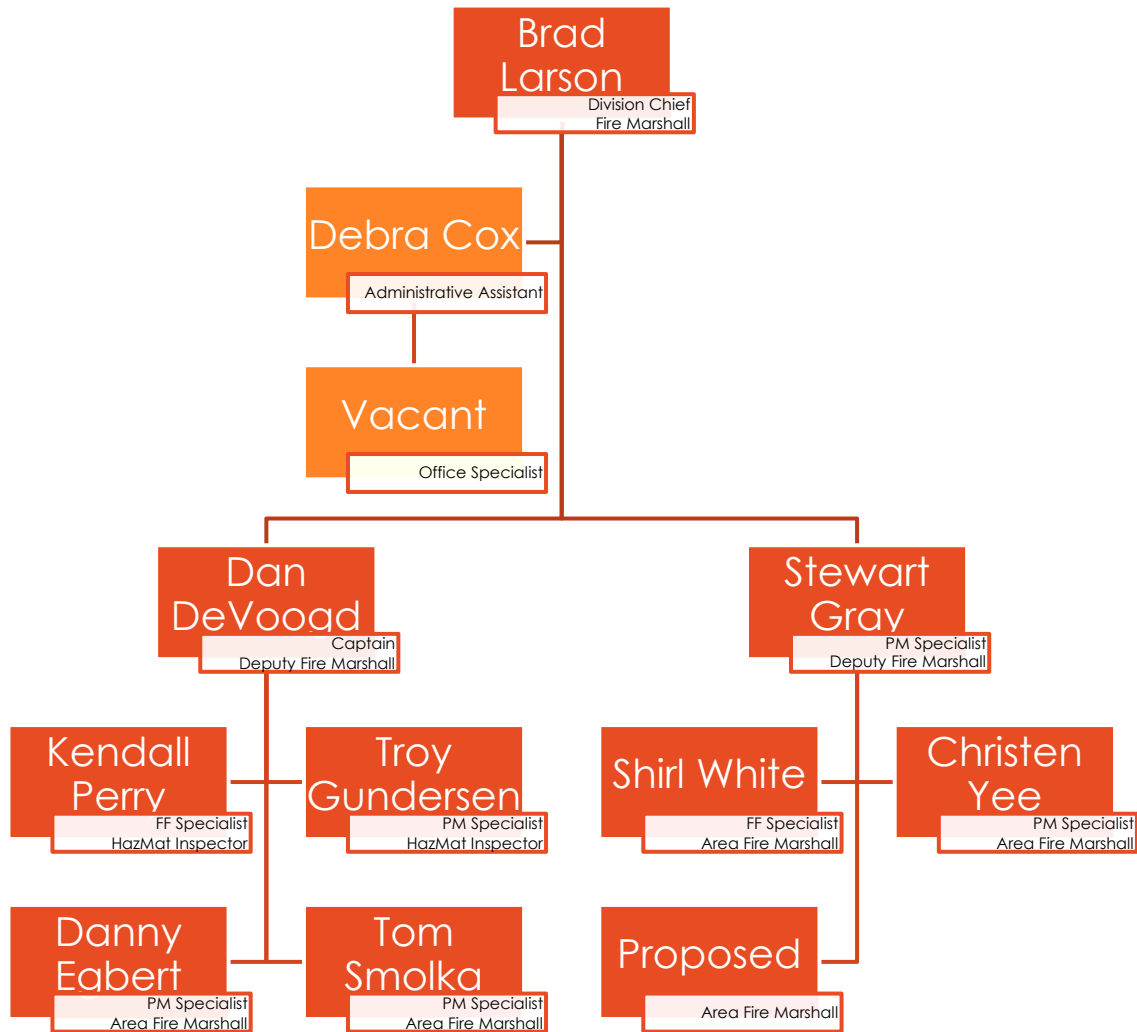 Brad
Larson
Division Chief
Fire Marshall
Debra Cox
Administrative Assistant
Vacant
Office Specialist
Dan
DeVoogd
Captain
Deputy Fire Marshall
Stewart
Gray
PM Specialist
Deputy Fire Marshall
Kendall
Perry
FF Specialist
HazMat Inspector
Troy
Gundersen
PM Specialist
HazMat Inspector
Shirl White
FF Specialist
Area Fire Marshall
Christen
Yee
PM Specialist
Area Fire Marshall
Danny
Egbert
PM Specialist
Area Fire Marshall
Tom
Smolka
PM Specialist
Area Fire Marshall
Proposed
Area Fire Marshall